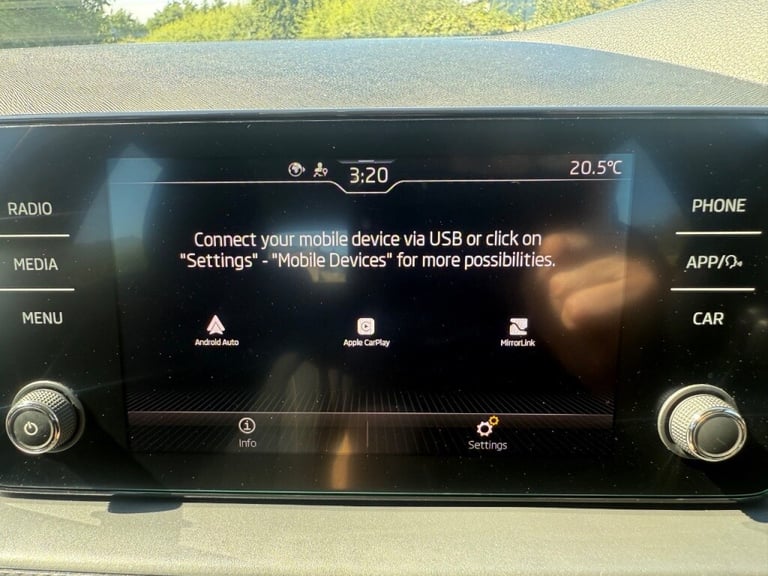 3:20
20.5°C
RADIO
MEDIA
MENU
Connect your mobile device via USB or click on
"Settings" - "Mobile Devices" for more possibilities.
Android Auto
Apple CarPlay
MirrorLink
Info
Settings
PHONE
APP/
CAR